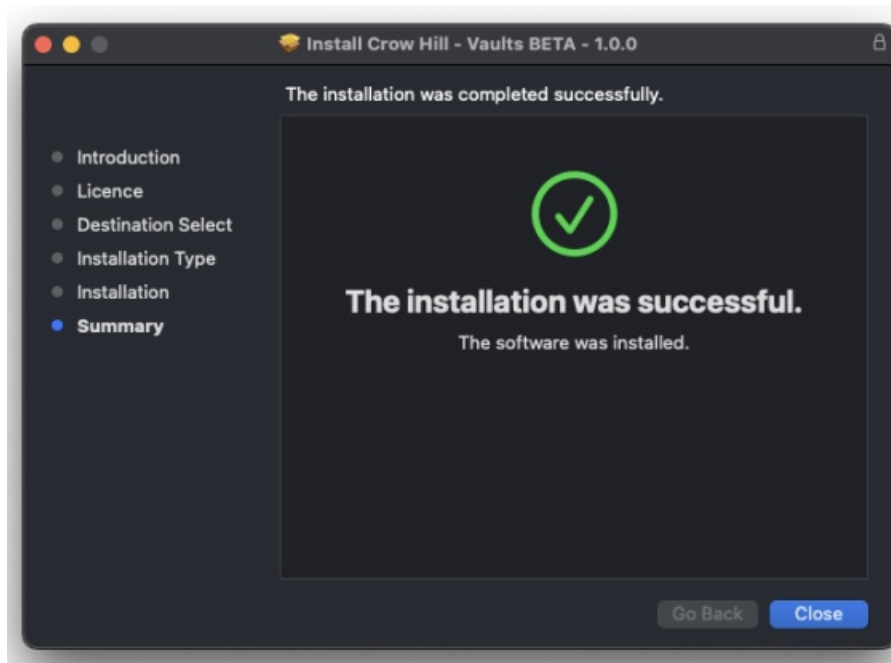 Install Crow Hill - Vaults BETA - 1.0.0
The installation was completed successfully.
Introduction
Licence
Destination Select
Installation Type
Installation
Summary
The installation was successful.
The software was installed.
Go Back
Close